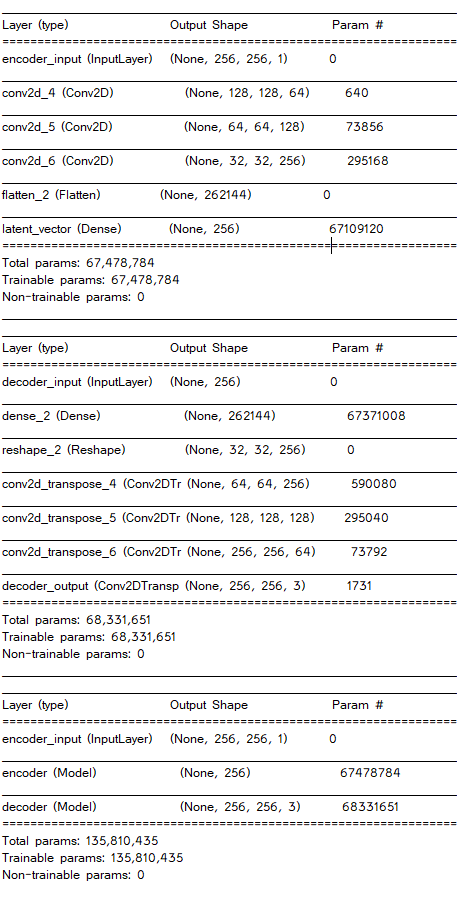 Layer (type) Output Shape Param #
=================================================================
encoder_input (InputLayer) (None, 256, 256, 1) 0
conv2d_4 (Conv2D) (None, 128, 128, 64) 640
conv2d_5 (Conv2D) (None, 64, 64, 128) 73856
conv2d_6 (Conv2D) (None, 32, 32, 256) 295168
flatten_2 (Flatten) (None, 262144) 0
latent_vector (Dense) (None, 256) 67109120
=================================================================
Total params: 67,478,784
Trainable params: 67,478,784
Non-trainable params: 0
Layer (type) Output Shape Param #
=================================================================
decoder_input (InputLayer) (None, 256) 0
dense_2 (Dense) (None, 262144) 67371008
reshape_2 (Reshape) (None, 32, 32, 256) 0
conv2d_transpose_4 (Conv2DTr (None, 64, 64, 256) 590080
conv2d_transpose_5 (Conv2DTr (None, 128, 128, 128) 295040
conv2d_transpose_6 (Conv2DTr (None, 256, 256, 64) 73792
decoder_output (Conv2DTransp (None, 256, 256, 3) 1731
=================================================================
Total params: 68,331,651
Trainable params: 68,331,651
Non-trainable params: 0
Layer (type) Output Shape Param #
=================================================================
encoder_input (InputLayer) (None, 256, 256, 1) 0
encoder (Model) (None, 256) 67478784
decoder (Model) (None, 256, 256, 3) 68331651
=================================================================
Total params: 135,810,435
Trainable params: 135,810,435
Non-trainable params: 0